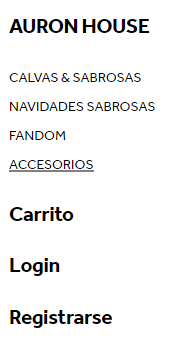 AURON HOUSE
CALVAS & SABROSAS
NAVIDADES SABROSAS
FANDOM
ACCESORIOS
Carrito
Login
Registrarse